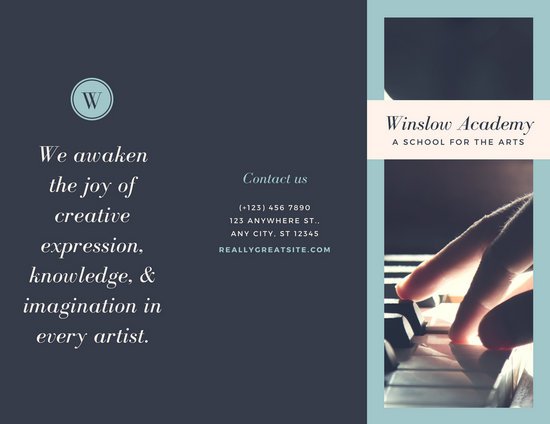 W
We awaken
the joy of
creative
expression,
knowledge, &
imagination in
every artist.
Contact us
(+123) 456 7890
123 ANYWHERE ST.,
ANY CITY, ST 12345
REALLYGREATSITE.COM
Winslow Academy
A SCHOOL FOR THE ARTS